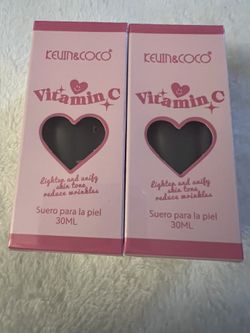 KEVIN&COCO
Vitamin C
Lighten and unify
skin tone
reduce wrinkles
Suero para la piel
30ML
KEVIN&COCO
Vitamin C
Lighten and unify
skin tone
reduce wrinkles
Suero para la piel
30ML